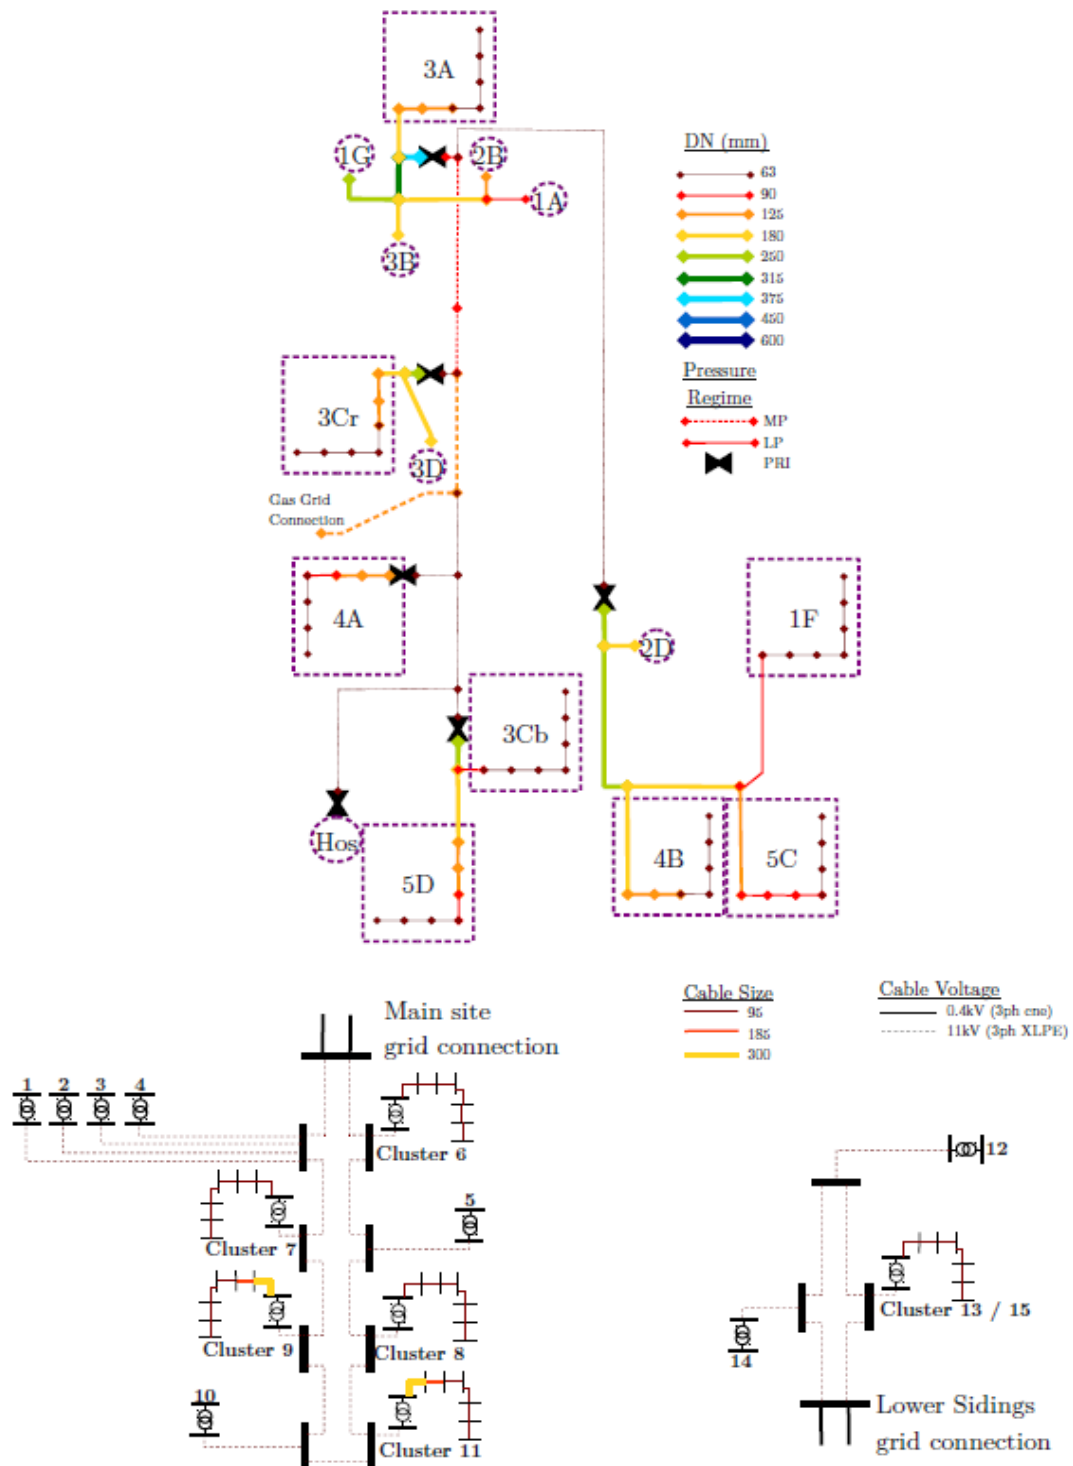 3A
1G
2B
1A
3B
DN (mm)
63
90
125
180
250
315
375
450
600
Pressure
Regime
MP
LP
PRI
3Cr
3D
Gas Grid
Connection
4A
1F
2D
3Cb
Hos
5D
4B
5C
Main site
grid connection
Cable Size
95
185
300
Cable Voltage
0.4kV (3ph cne)
11kV (3ph XLPE)
1 2 3 4
Cluster 6
12
5
Cluster 7
Cluster 13 / 15
Cluster 9
Cluster 8
14
10
Cluster 11
Lower Sidings
grid connection